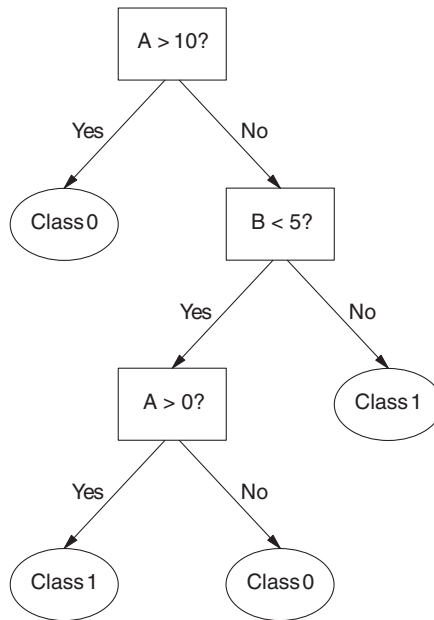 A > 10?
Yes
No
Class 0
B < 5?
Yes
No
A > 0?
Class 1
Yes
No
Class 1
Class 0